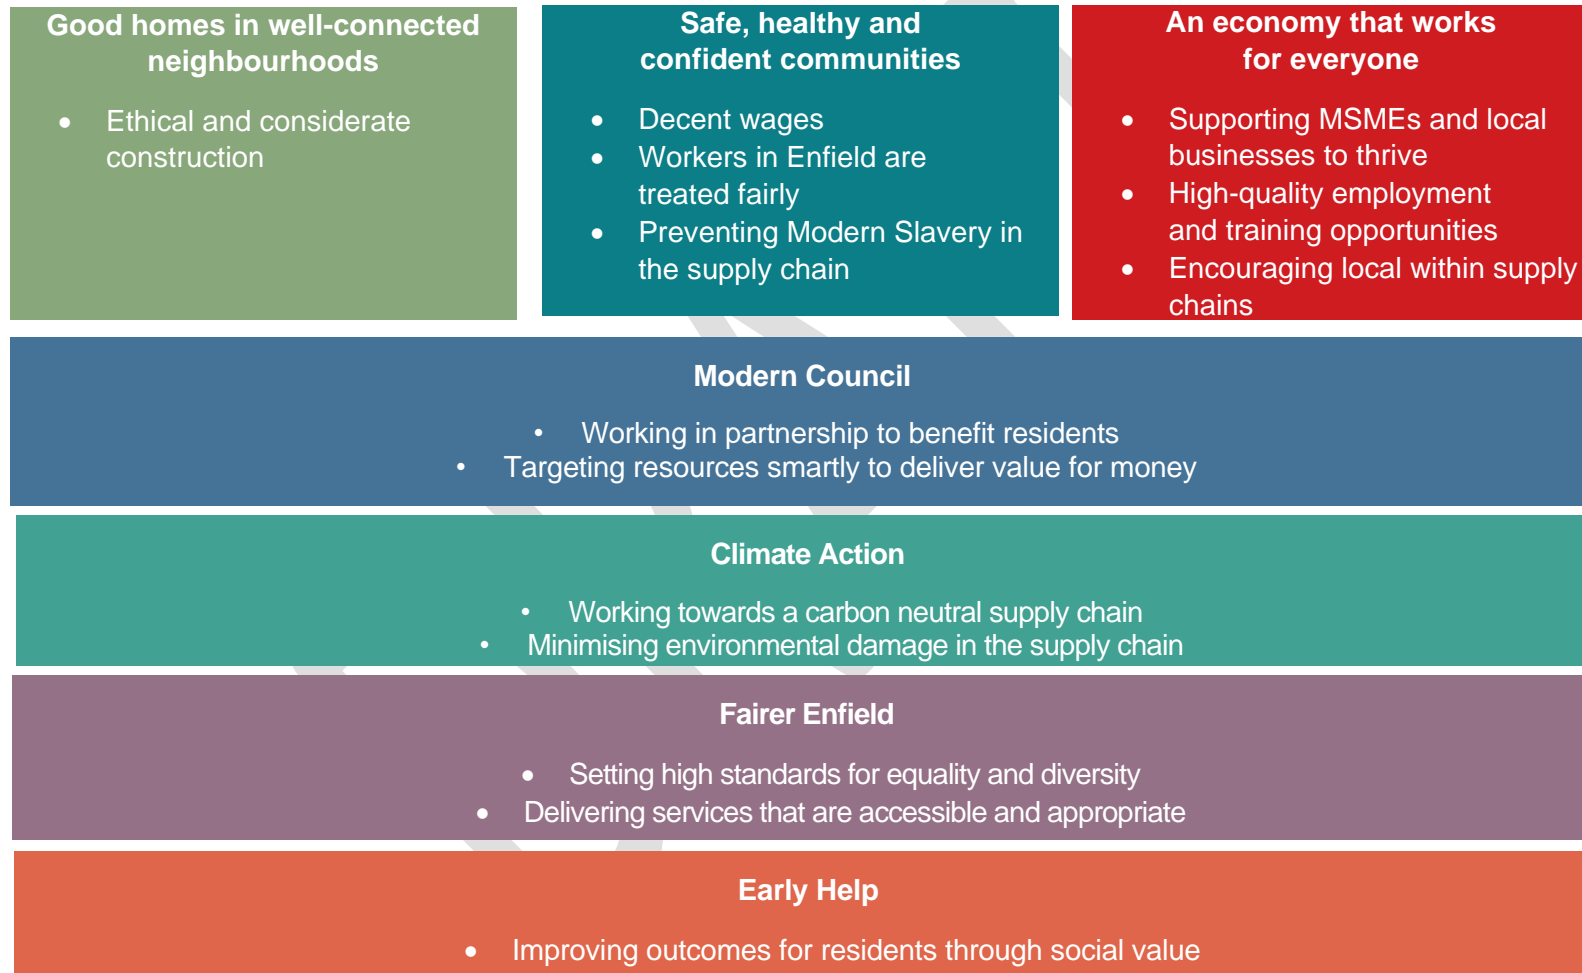 Good homes in well-connected
neighbourhoods
• Ethical and considerate
construction
Safe, healthy and
confident communities
• Decent wages
• Workers in Enfield are
treated fairly
• Preventing Modern Slavery in
the supply chain
An economy that works
for everyone
• Supporting MSMEs and local
businesses to thrive
• High-quality employment
and training opportunities
• Encouraging local within supply
chains
Modern Council
• Working in partnership to benefit residents
• Targeting resources smartly to deliver value for money
Climate Action
• Working towards a carbon neutral supply chain
• Minimising environmental damage in the supply chain
Fairer Enfield
• Setting high standards for equality and diversity
• Delivering services that are accessible and appropriate
Early Help
• Improving outcomes for residents through social value